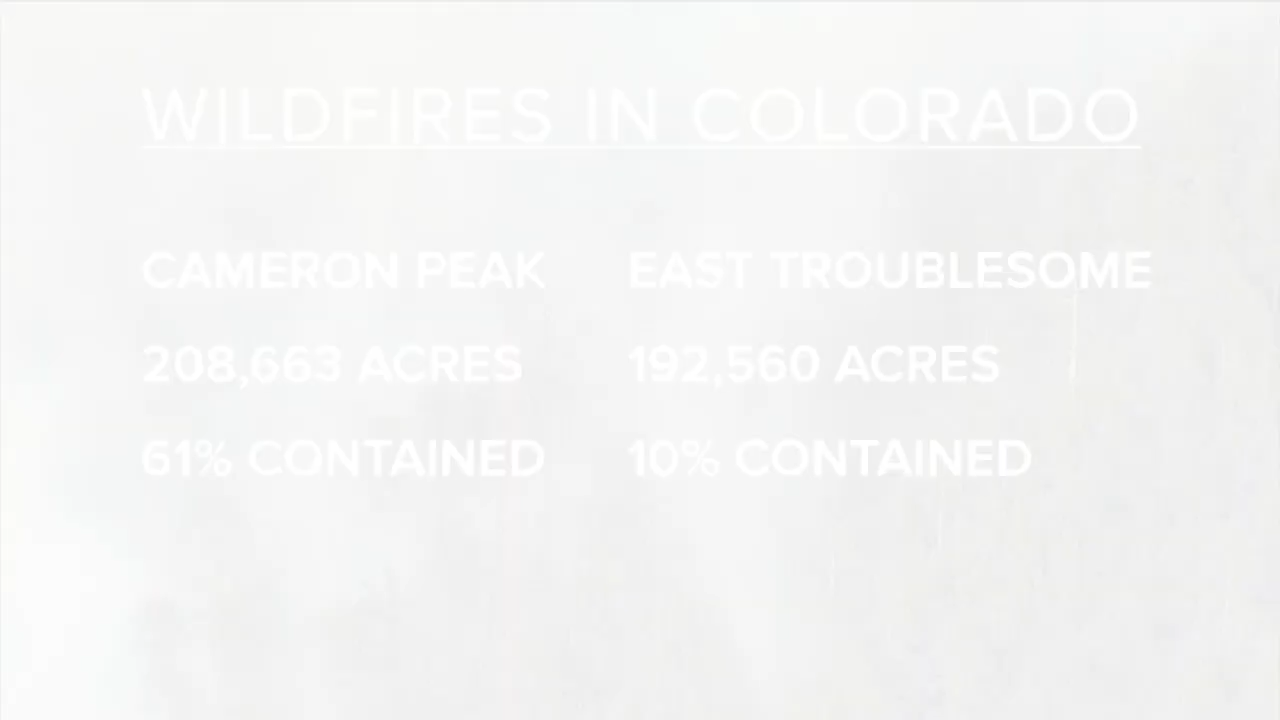 WILDFIRES IN COLORADO
CAMERON PEAK
208,663 ACRES
61% CONTAINED
EAST TROUBLESOME
192,560 ACRES
10% CONTAINED